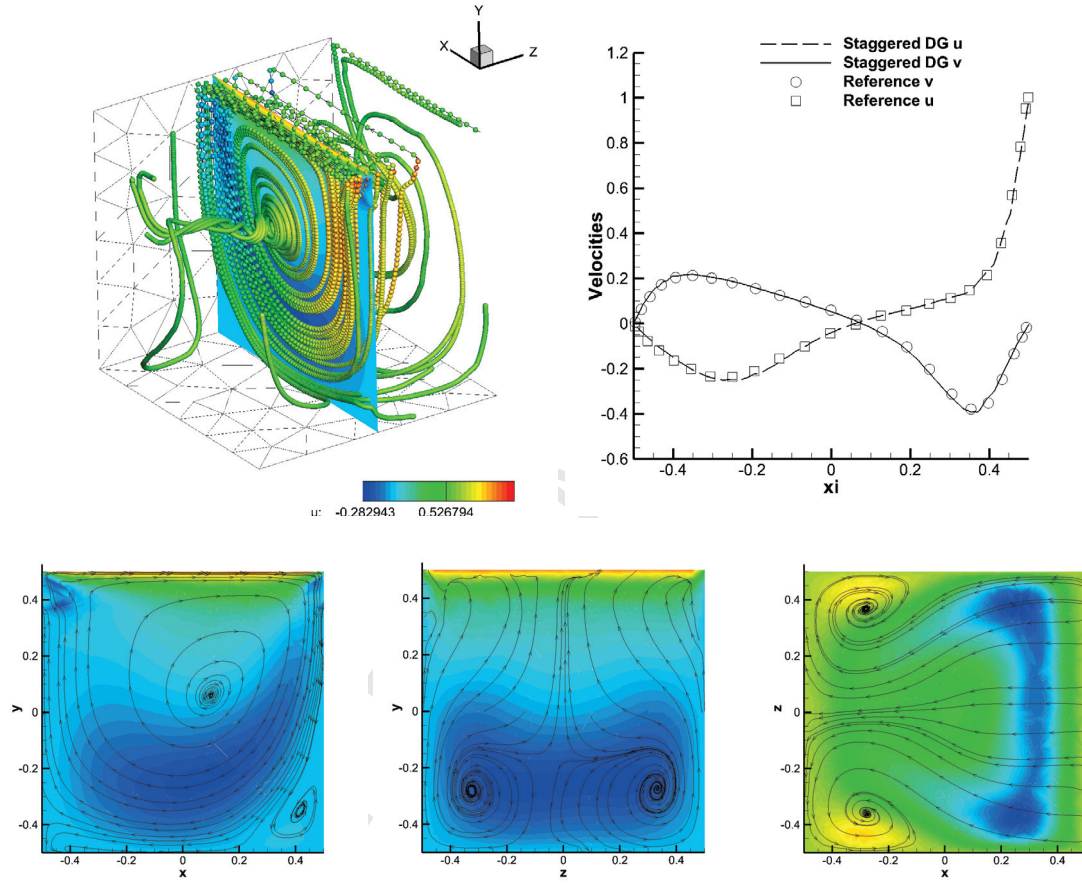 Y
X
Z
u: -0.282943 0.526794
Staggered DG u
Staggered DG v
Reference v
Reference u
1.2
1
0.8
0.6
0.4
0.2
0
-0.2
-0.4
-0.6
Velocities
-0.4 -0.2 0 0.2 0.4
xi
0.4
0.2
0
-0.2
-0.4
y
-0.4 -0.2 0 0.2 0.4
x
0.4
0.2
0
-0.2
-0.4
y
-0.4 -0.2 0 0.2 0.4
z
0.4
0.2
0
-0.2
-0.4
z
-0.4 -0.2 0 0.2 0.4
x